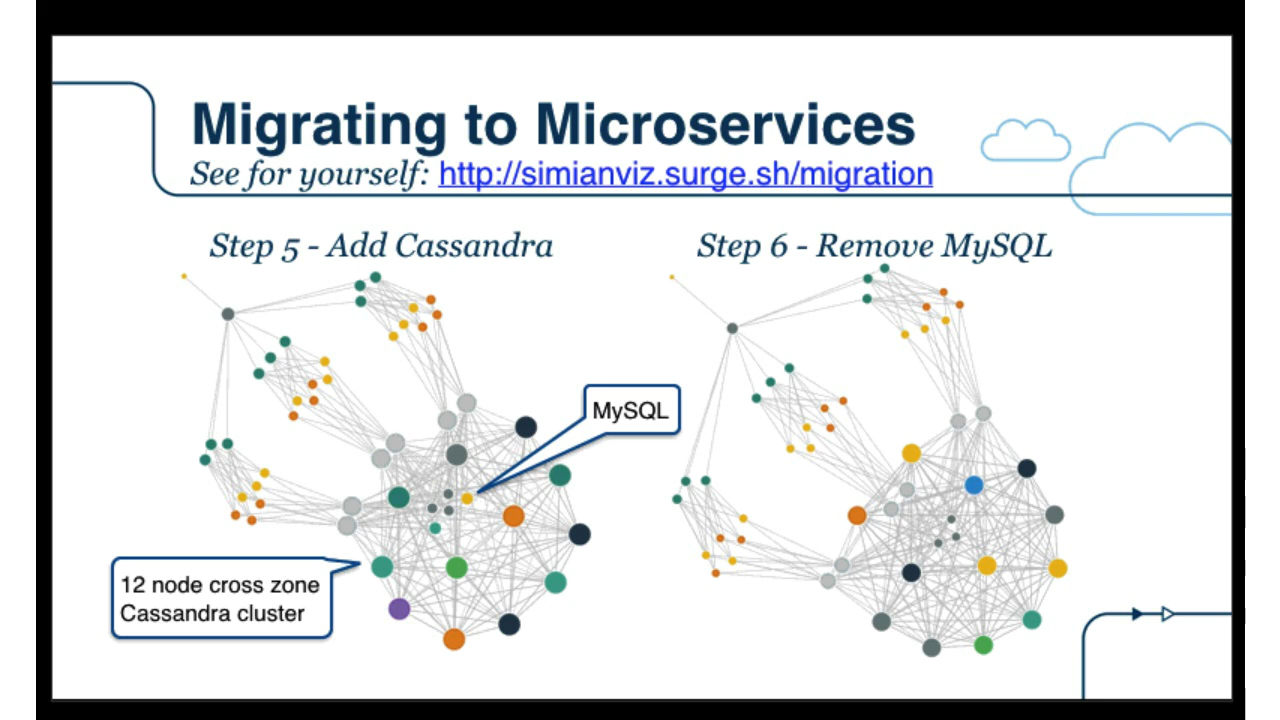 Migrating to Microservices
See for yourself: http://simianviz.surge.sh/migration
Step 5 - Add Cassandra
Step 6 - Remove MySQL
MySQL
12 node cross zone
Cassandra cluster